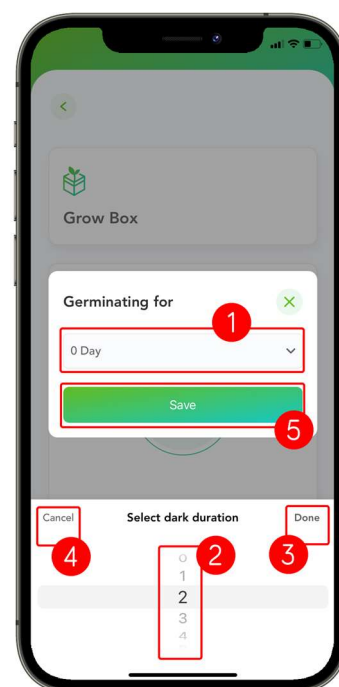 Grow Box
Germinating for
1
0 Day
Save
5
Cancel
Select dark duration
Done
4
2
3
0
1
2
3
4